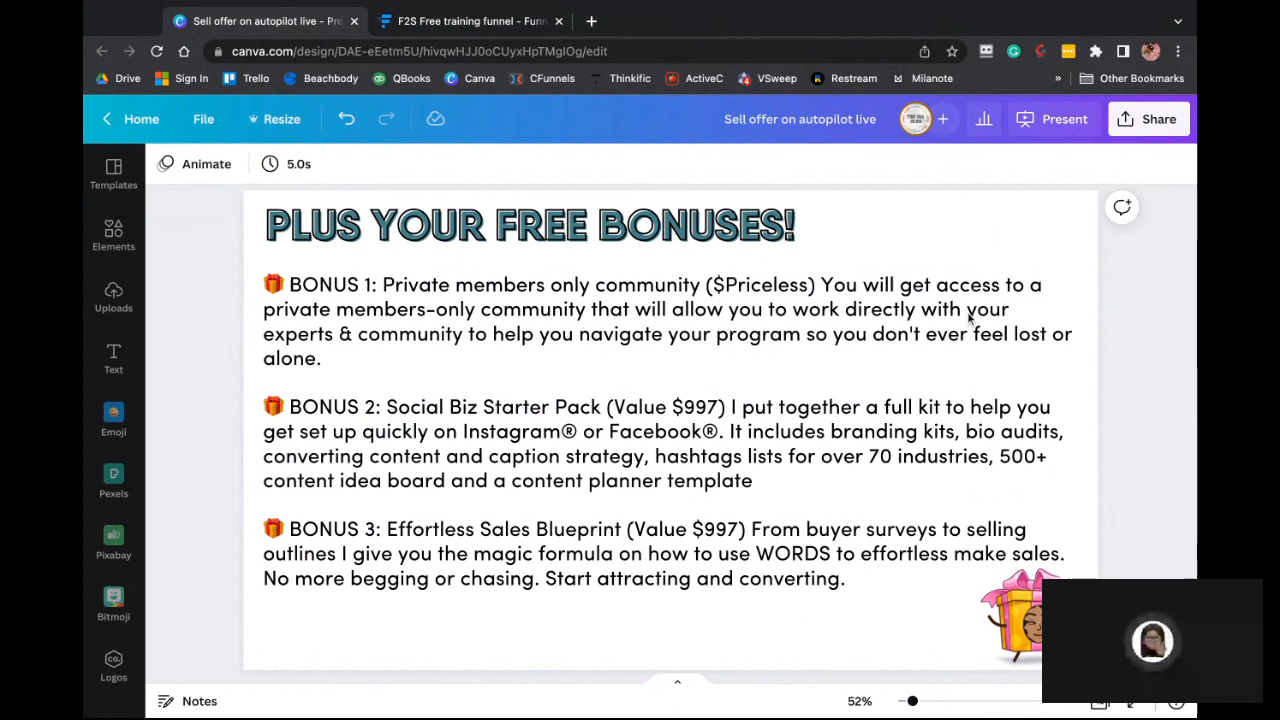 Sell offer on autopilot live - Pre
F2S Free training funnel - Funn
canva.com/design/DAE-eEetm5U/hivqwHJJ0oCUyxHpTMgIOg/edit
Drive
Sign In
Trello
Beachbody
QBooks
Canva
CFunnels
Thinkific
ActiveC
VSweep
Restream
Milanote
»
Other Bookmarks
Home
File
Resize
Sell offer on autopilot live
Present
Share
Animate
5.0s
Templates
Elements
Uploads
Text
Emoji
Pexels
Pixabay
Bitmoji
CO.
Logos
PLUS YOUR FREE BONUSES!
🎁 BONUS 1: Private members only community ($Priceless) You will get access to a
private members-only community that will allow you to work directly with your
experts & community to help you navigate your program so you don't ever feel lost or
alone.
🎁 BONUS 2: Social Biz Starter Pack (Value $997) I put together a full kit to help you
get set up quickly on Instagram® or Facebook®. It includes branding kits, bio audits,
converting content and caption strategy, hashtags lists for over 70 industries, 500+
content idea board and a content planner template
🎁 BONUS 3: Effortless Sales Blueprint (Value $997) From buyer surveys to selling
outlines I give you the magic formula on how to use WORDS to effortless make sales.
No more begging or chasing. Start attracting and converting.
Notes
52%